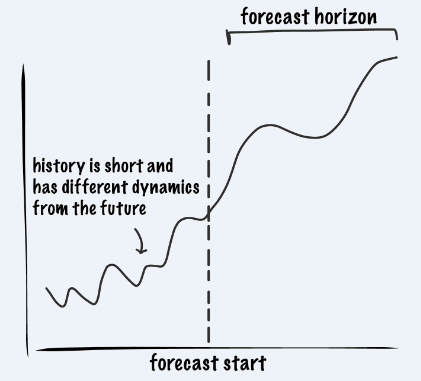 forecast horizon
history is short and
has different dynamics
from the future
forecast start